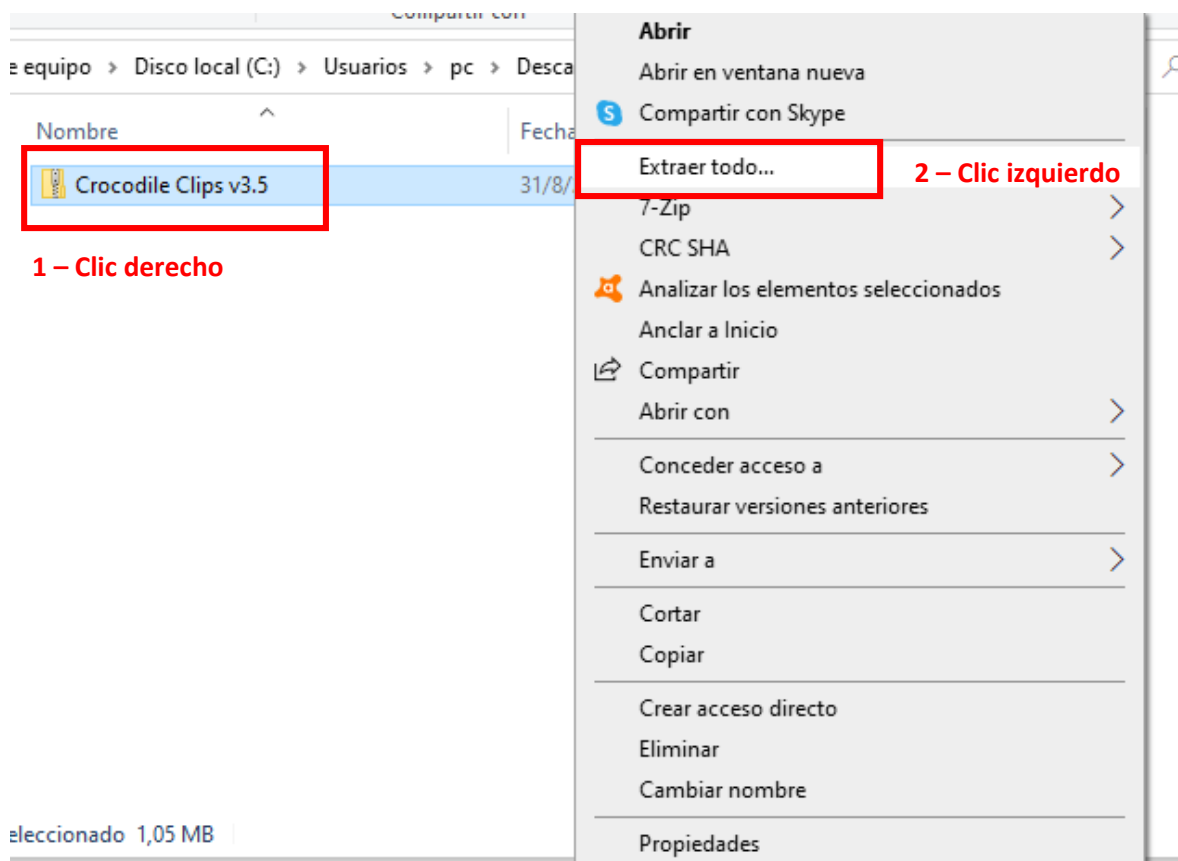 Compartir con
e equipo > Disco local (C:) > Usuarios > pc > Desca
Nombre
Fecha
Crocodile Clips v3.5
31/8/
1 – Clic derecho
Abrir
Abrir en ventana nueva
Compartir con Skype
Extraer todo...
2 – Clic izquierdo
7-Zip
CRC SHA
Analizar los elementos seleccionados
Anclar a Inicio
Compartir
Abrir con
Conceder acceso a
Restaurar versiones anteriores
Enviar a
Cortar
Copiar
Crear acceso directo
Eliminar
Cambiar nombre
Propiedades
eleccionado 1,05 MB